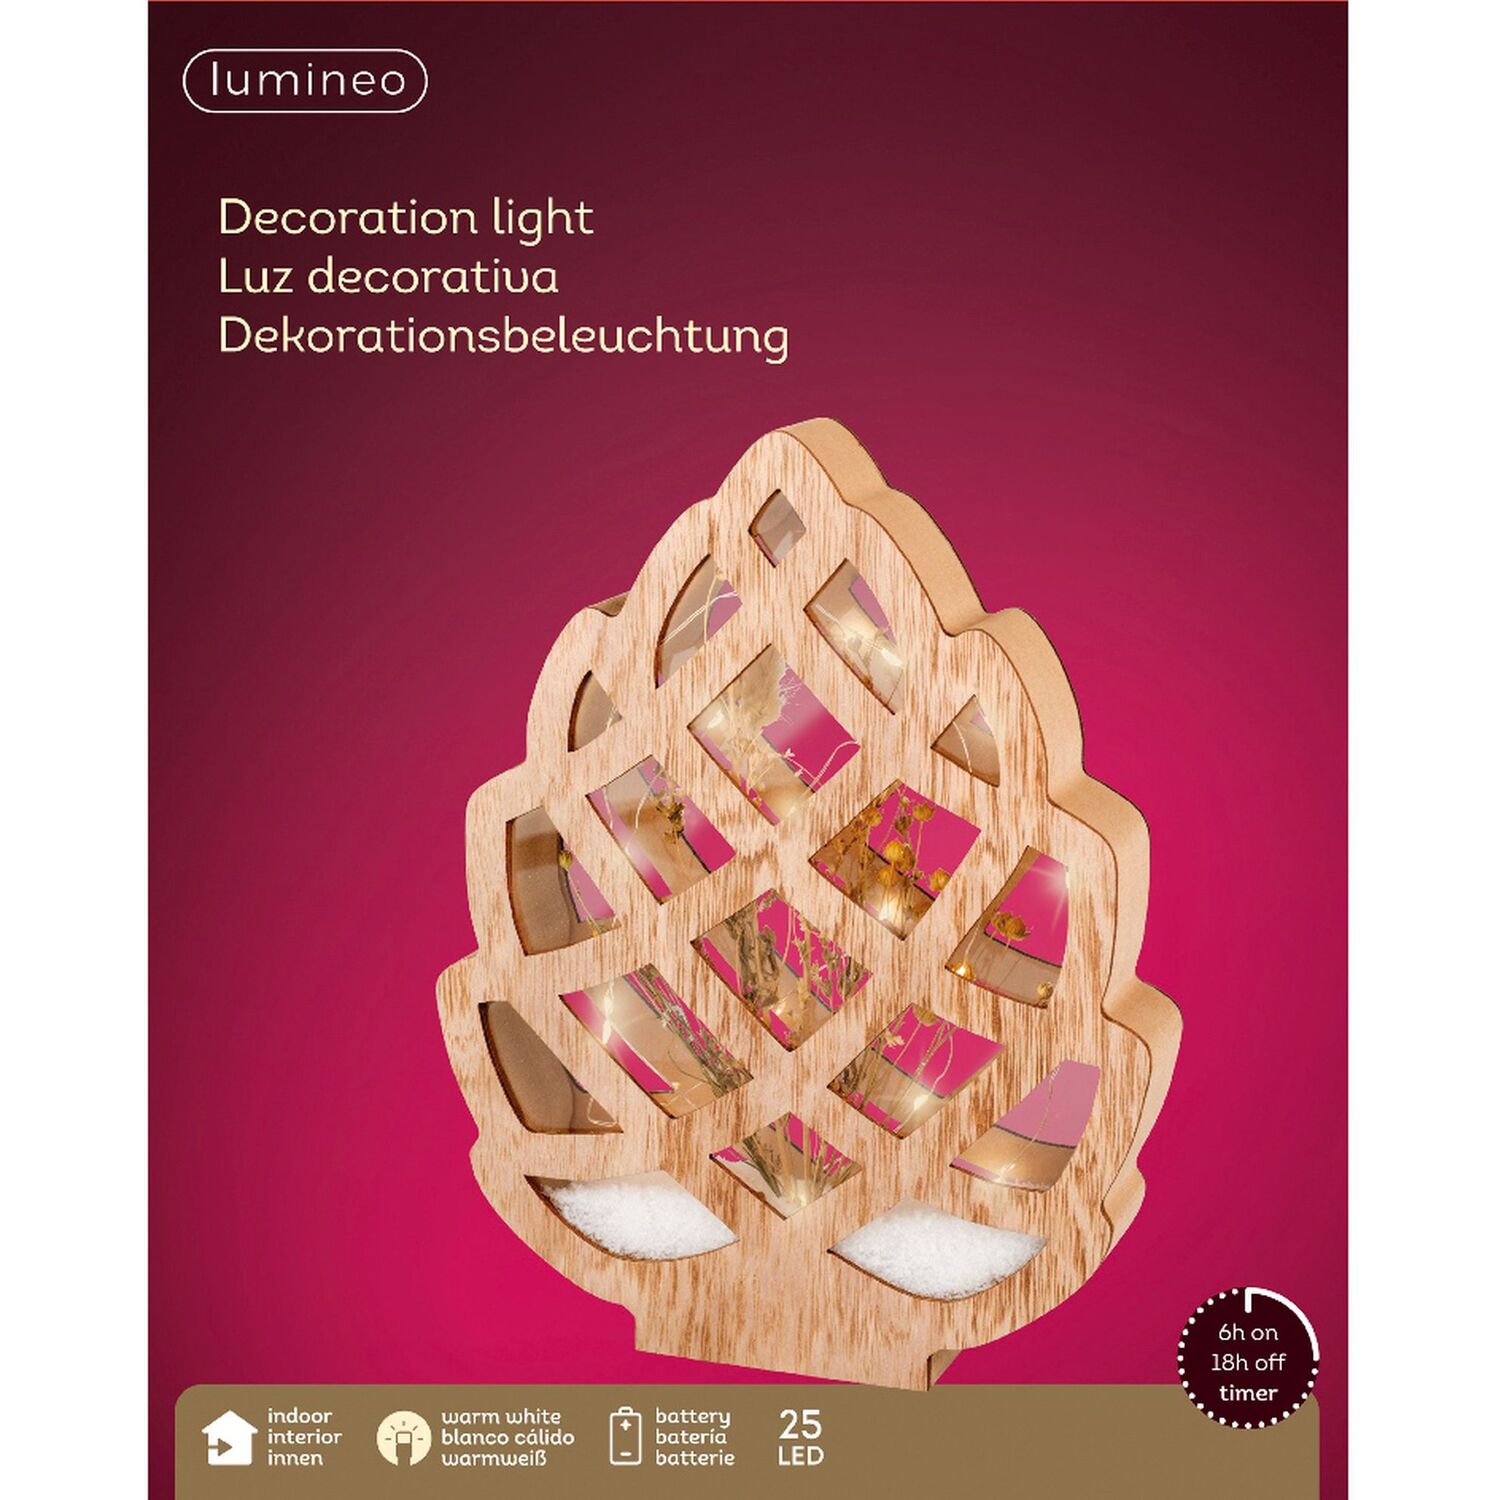 lumineo
Decoration light
Luz decorativa
Dekorationsbeleuchtung
6h on
18h off
timer
indoor
interior
innen
warm white
blanco cálido
warmweiß
battery
batería
batterie
25
LED